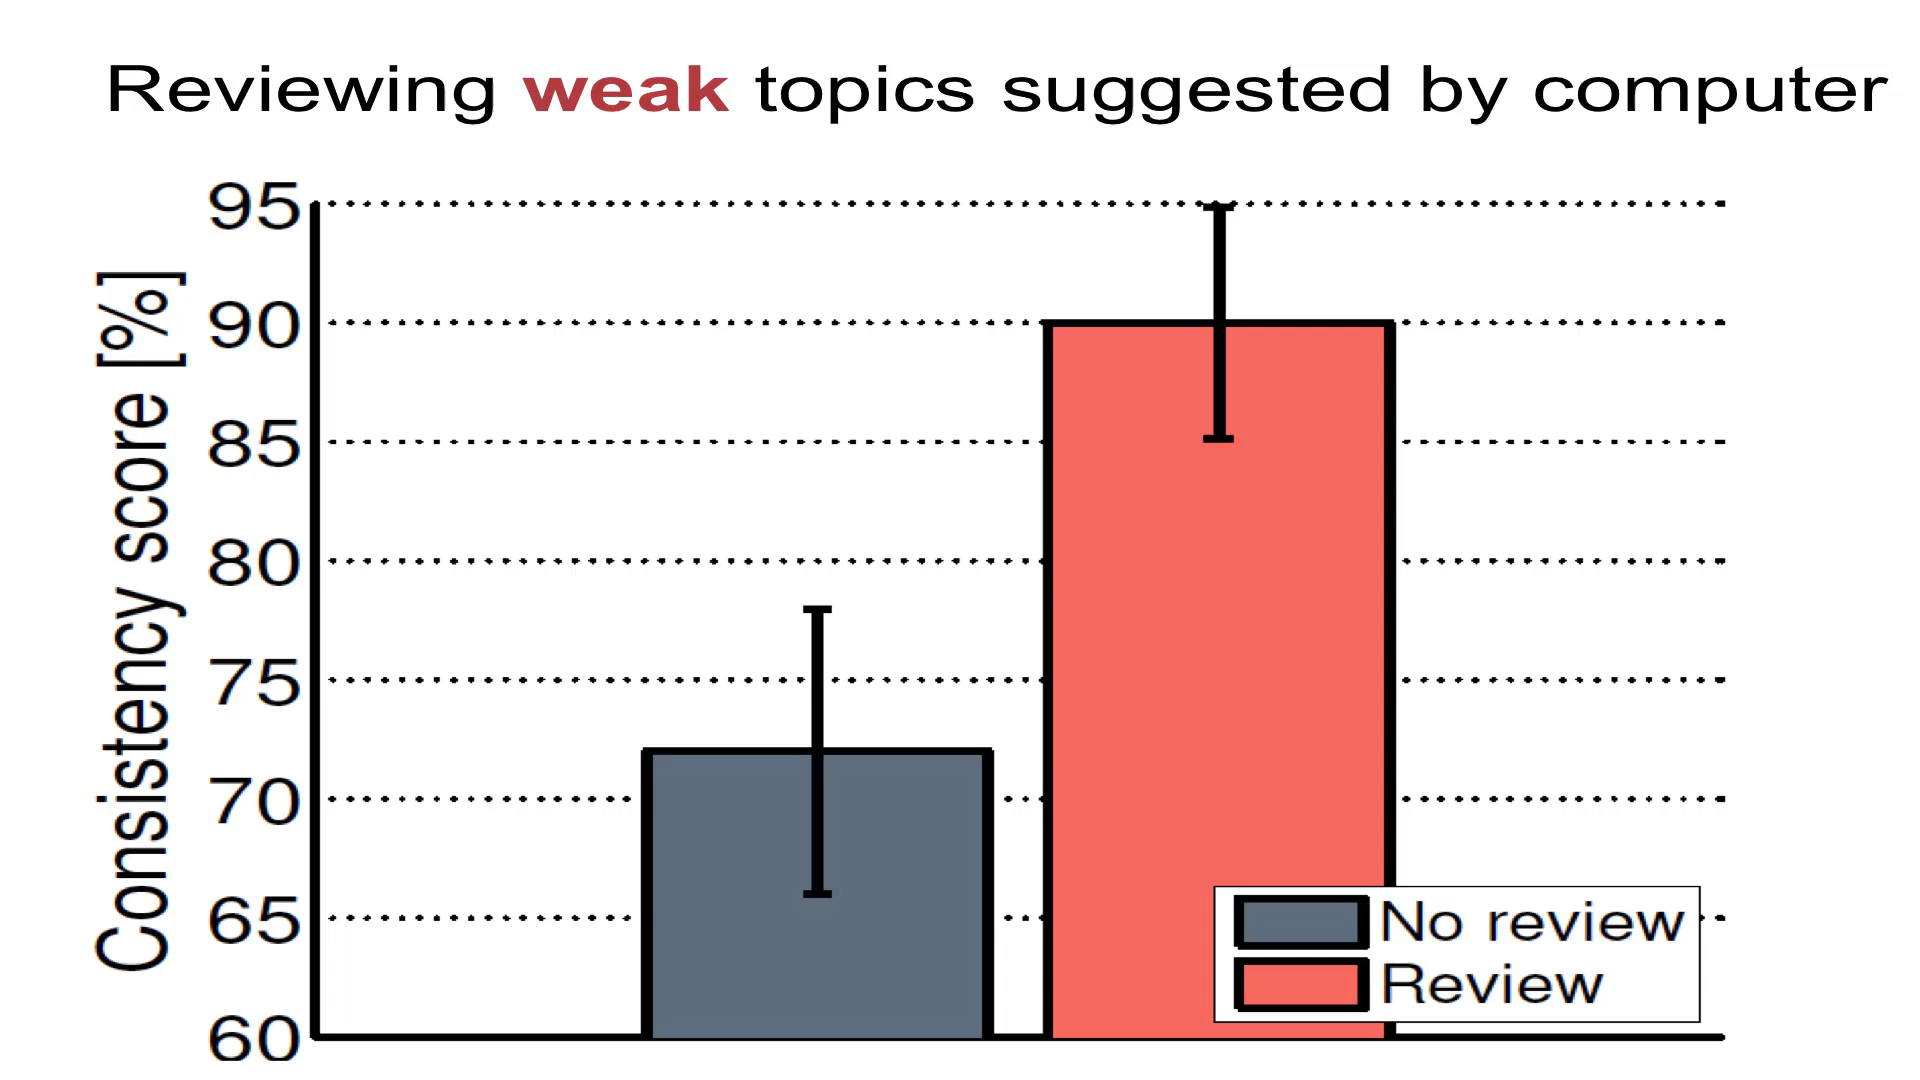 Reviewing weak topics suggested by computer
Consistency score [%]
95
90
85
80
75
70
65
60
No review
Review